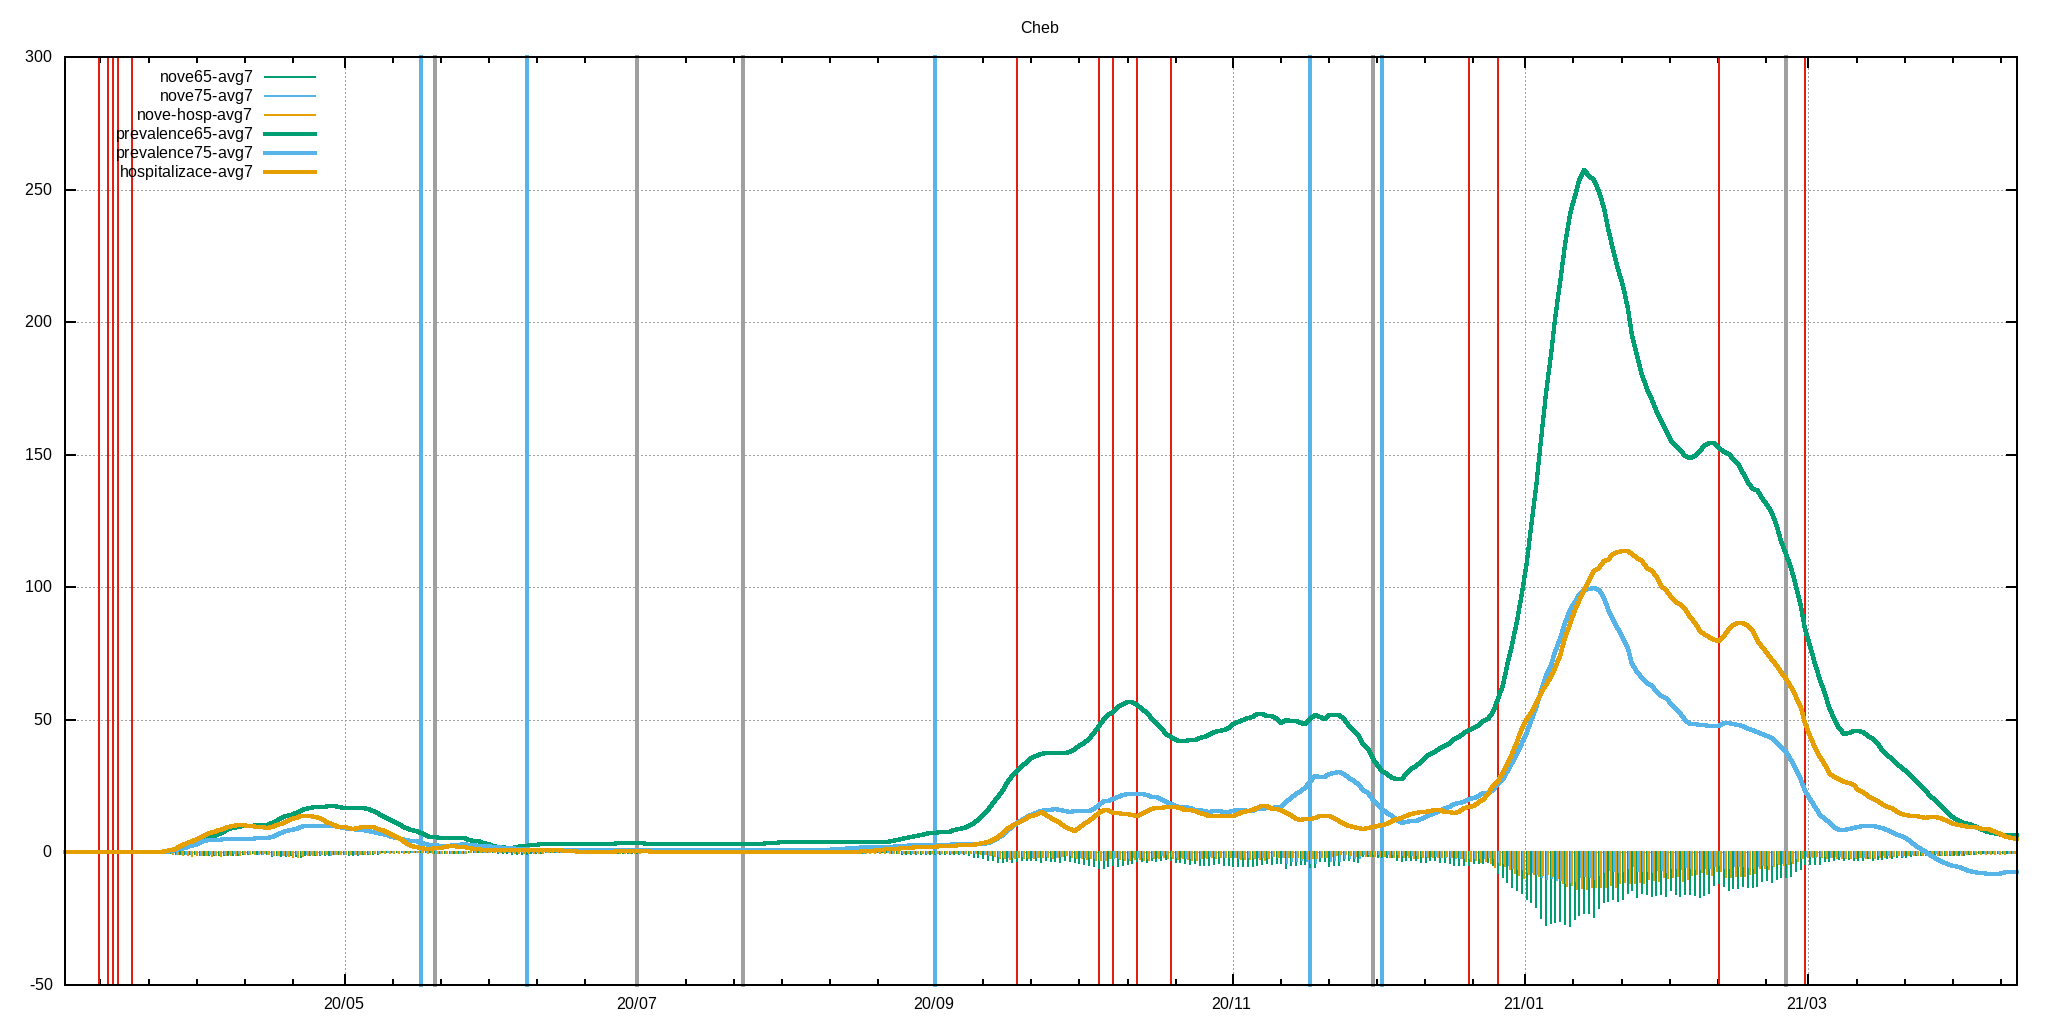 Cheb
300
250
200
150
100
50
0
-50
nove65-avg7
nove75-avg7
nove-hosp-avg7
prevalence65-avg7
prevalence75-avg7
hospitalizace-avg7
20/05 20/07 20/09 20/11 21/01 21/03